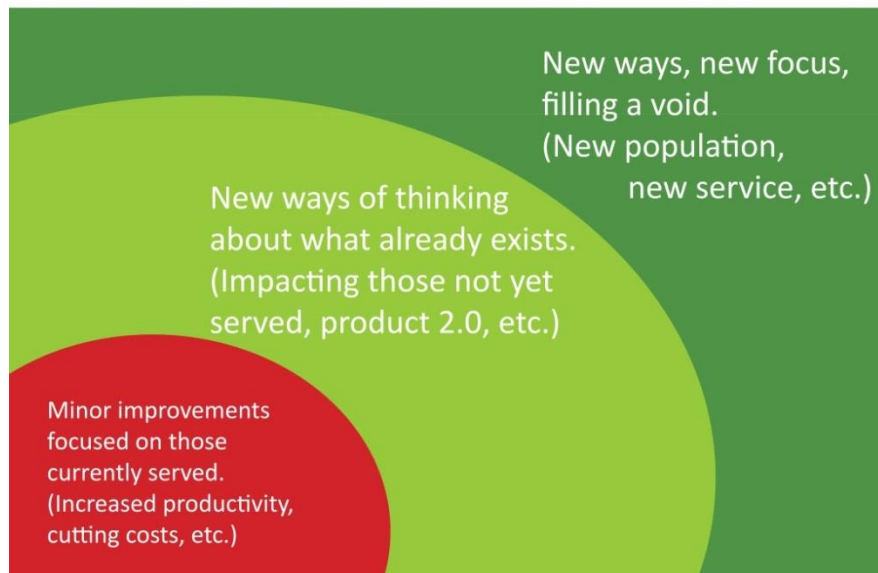 New ways, new focus,
filling a void.
(New population,
new service, etc.)
New ways of thinking
about what already exists.
(Impacting those not yet
served, product 2.0, etc.)
Minor improvements
focused on those
currently served.
(Increased productivity,
cutting costs, etc.)